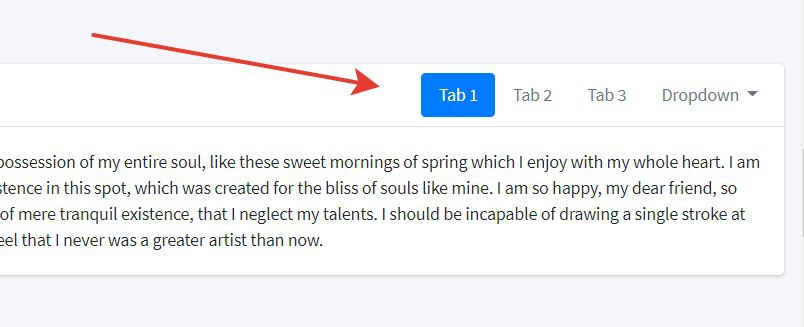 Tab 1 Tab 2 Tab 3 Dropdown
possession of my entire soul, like these sweet mornings of spring which I enjoy with my whole heart. I am
stence in this spot, which was created for the bliss of souls like mine. I am so happy, my dear friend, so
of mere tranquil existence, that I neglect my talents. I should be incapable of drawing a single stroke at
eel that I never was a greater artist than now.